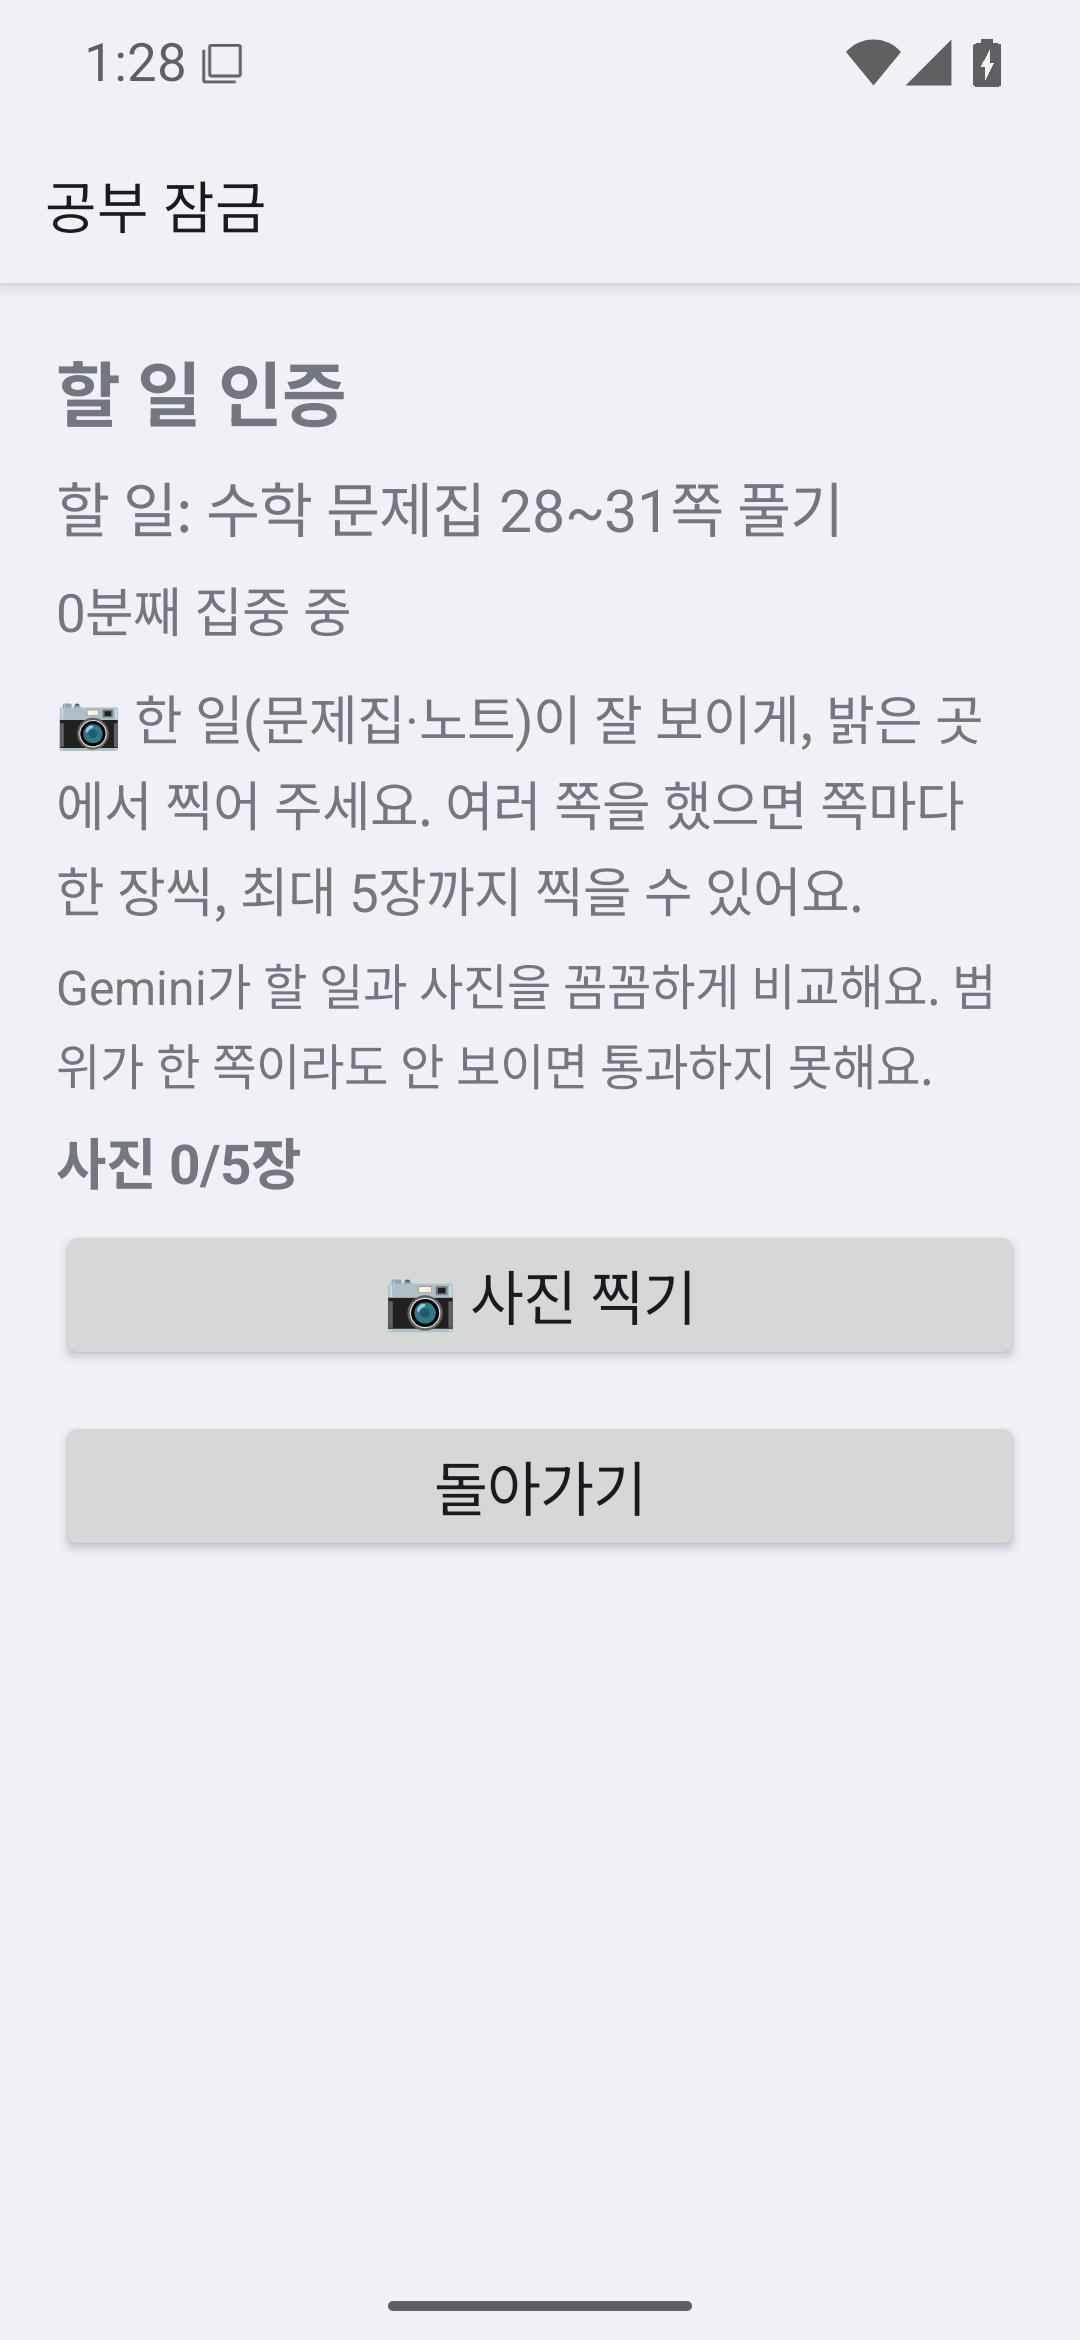 1:28
공부 잠금
할 일 인증
할 일: 수학 문제집 28~31쪽 풀기
0분째 집중 중
📷 한 일(문제집·노트)이 잘 보이게, 밝은 곳
에서 찍어 주세요. 여러 쪽을 했으면 쪽마다
한 장씩, 최대 5장까지 찍을 수 있어요.
Gemini가 할 일과 사진을 꼼꼼하게 비교해요. 범
위가 한 쪽이라도 안 보이면 통과하지 못해요.
사진 0/5장
📷 사진 찍기
돌아가기